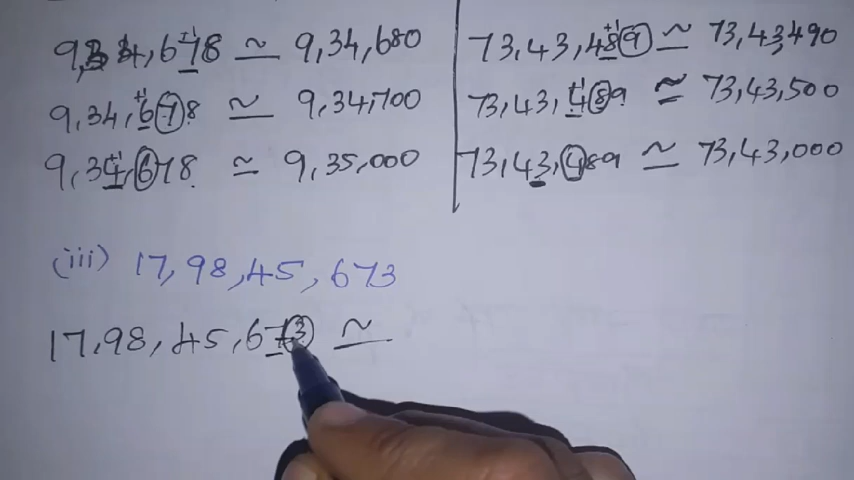 9,34,678 ≃ 9,34,680
9,34,678 ≃ 9,34,700
9,34,678 ≃ 9,35,000
73,43,489 ≃ 73,43,490
73,43,489 ≃ 73,43,500
73,43,489 ≃ 73,43,000
(iii) 17,98,45,673
17,98,45,673 ≃